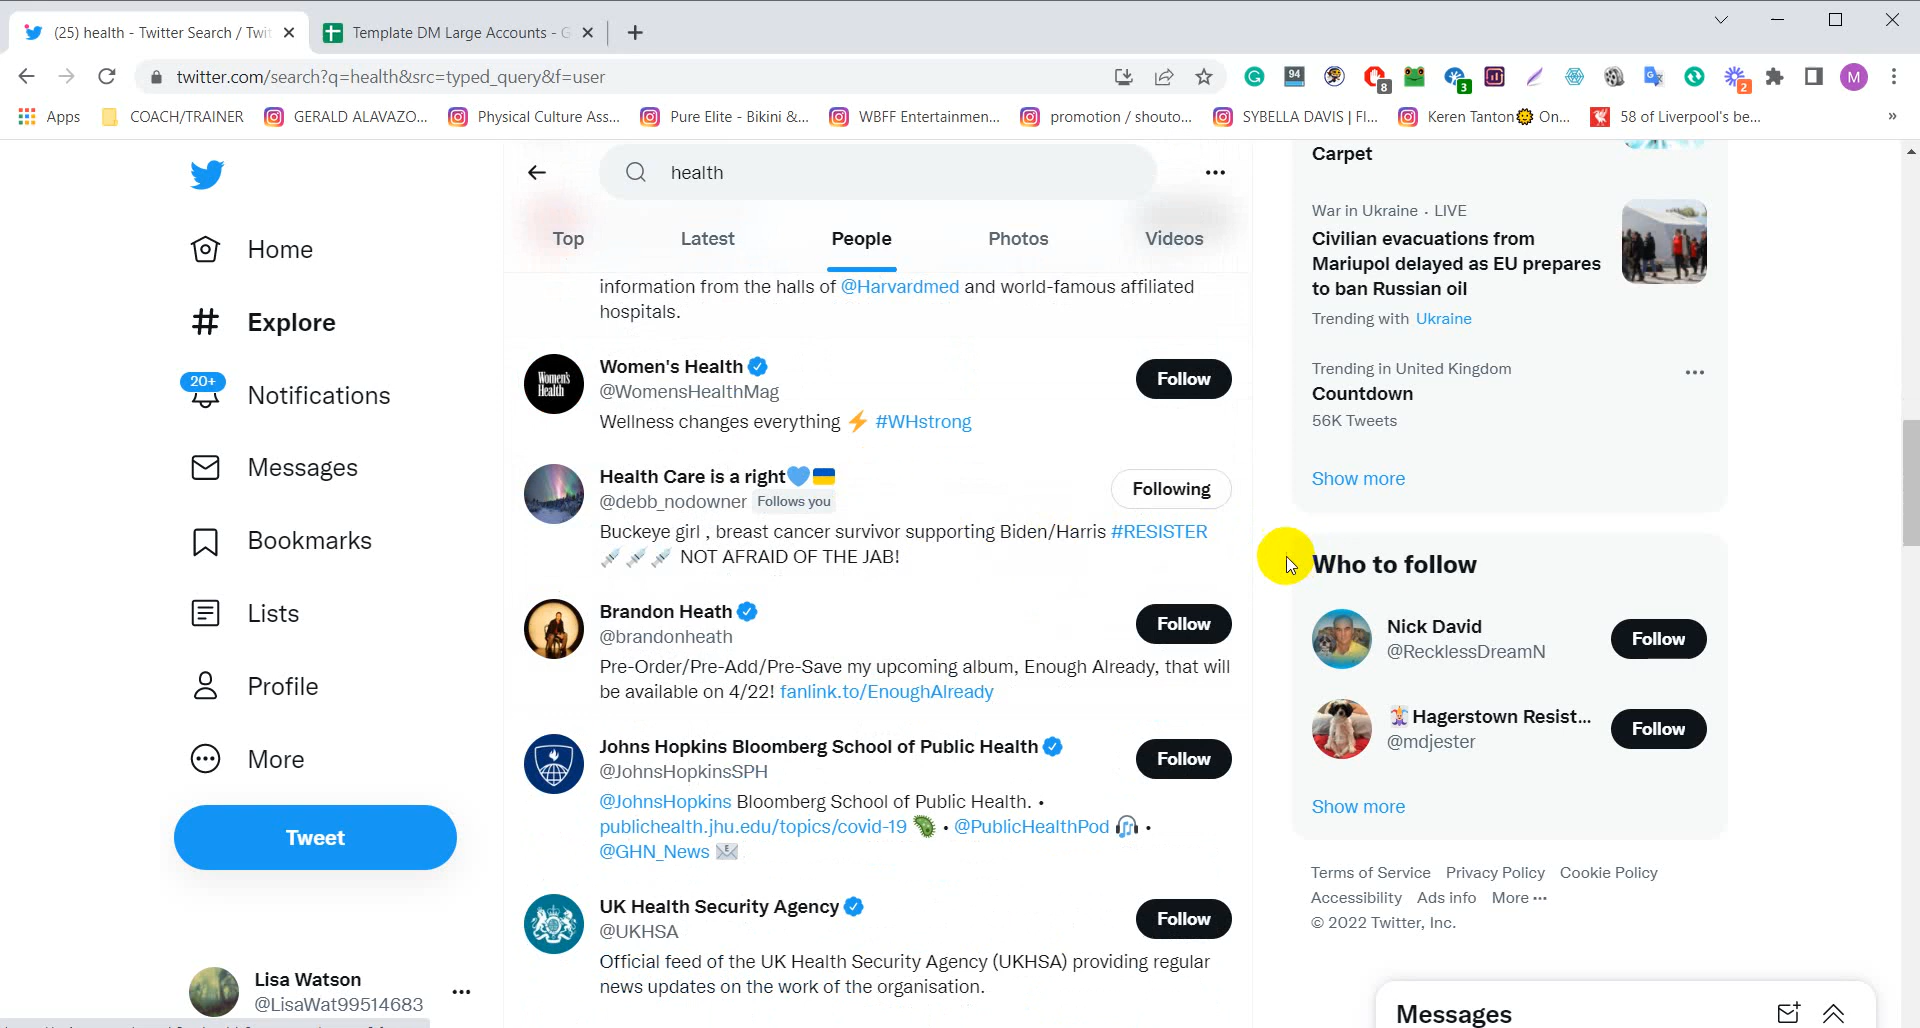 (25) health - Twitter Search / Twit
Template DM Large Accounts - G
twitter.com/search?q=health&src=typed_query&f=user
94
8
3
2
M
Apps
COACH/TRAINER
GERALD ALAVAZO...
Physical Culture Ass...
Pure Elite - Bikini &...
WBFF Entertainmen...
promotion / shouto...
SYBELLA DAVIS | FI...
Keren Tanton🌞 On...
58 of Liverpool's be...
»
Home
Explore
20+
Notifications
Messages
Bookmarks
Lists
Profile
More
Tweet
Lisa Watson
@LisaWat99514683
health
Top
Latest
People
Photos
Videos
information from the halls of @Harvardmed and world-famous affiliated
hospitals.
Women's Health
Women's Health
@WomensHealthMag
Follow
Wellness changes everything ⚡ #WHstrong
Health Care is a right💙🇺🇦
@debb_nodowner Follows you
Following
Buckeye girl , breast cancer survivor supporting Biden/Harris #RESISTER
💉💉💉 NOT AFRAID OF THE JAB!
Brandon Heath
@brandonheath
Follow
Pre-Order/Pre-Add/Pre-Save my upcoming album, Enough Already, that will
be available on 4/22! fanlink.to/EnoughAlready
Johns Hopkins Bloomberg School of Public Health
@JohnsHopkinsSPH
Follow
@JohnsHopkins Bloomberg School of Public Health. •
publichealth.jhu.edu/topics/covid-19 🦠 • @PublicHealthPod 🎧 •
@GHN_News 📧
UK Health Security Agency
@UKHSA
Follow
Official feed of the UK Health Security Agency (UKHSA) providing regular
news updates on the work of the organisation.
Carpet
War in Ukraine · LIVE
Civilian evacuations from
Mariupol delayed as EU prepares
to ban Russian oil
Trending with Ukraine
Trending in United Kingdom
Countdown
56K Tweets
Show more
Who to follow
Nick David
@RecklessDreamN
Follow
🃏Hagerstown Resist...
@mdjester
Follow
Show more
Terms of Service Privacy Policy Cookie Policy
Accessibility Ads info More ···
© 2022 Twitter, Inc.
Messages